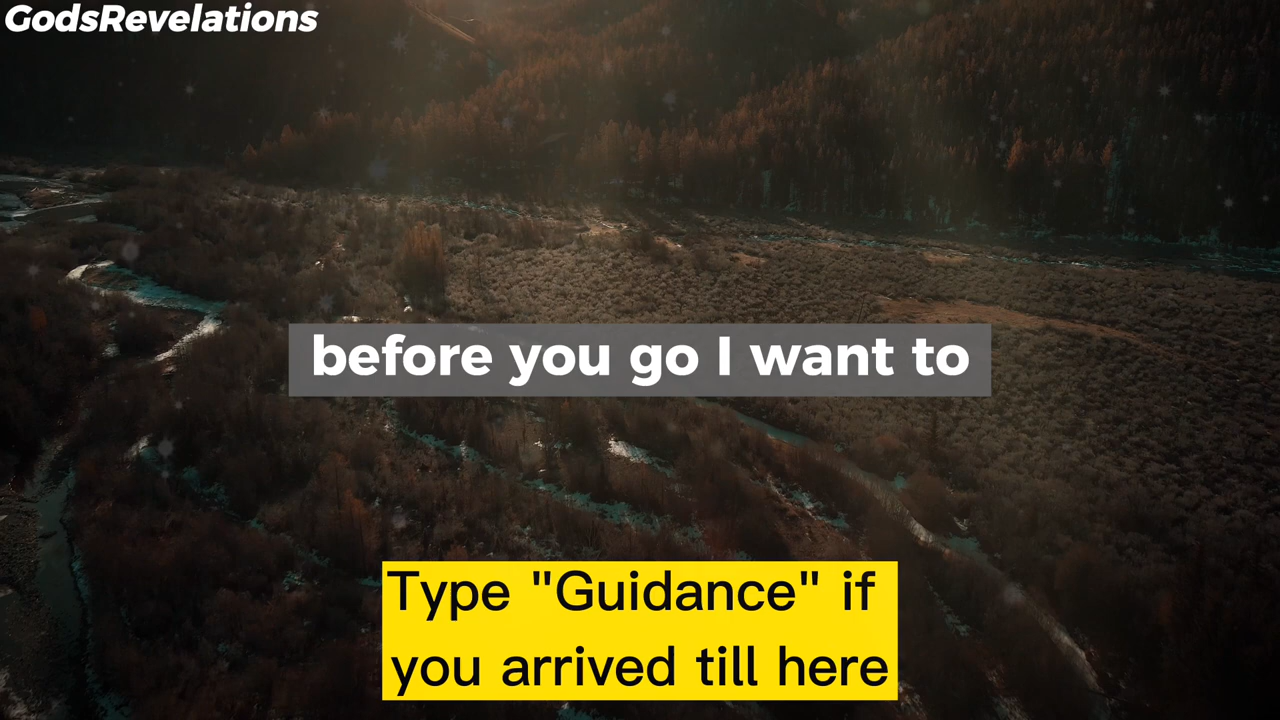 GodsRevelations
before you go I want to
Type "Guidance" if
you arrived till here